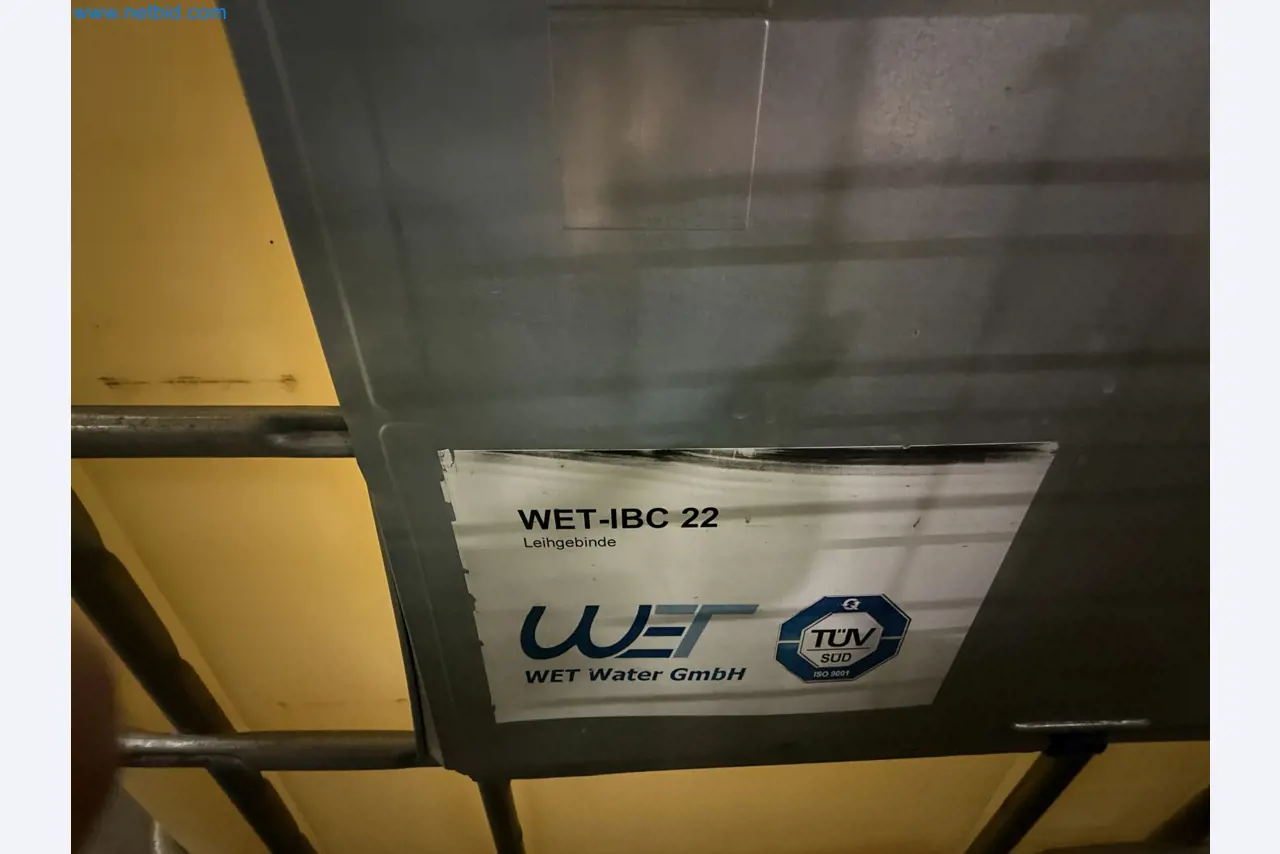 www.netbid.com
WET-IBC 22
Leihgebinde
WET
WET Water GmbH
TÜV
SÜD
ISO 9001